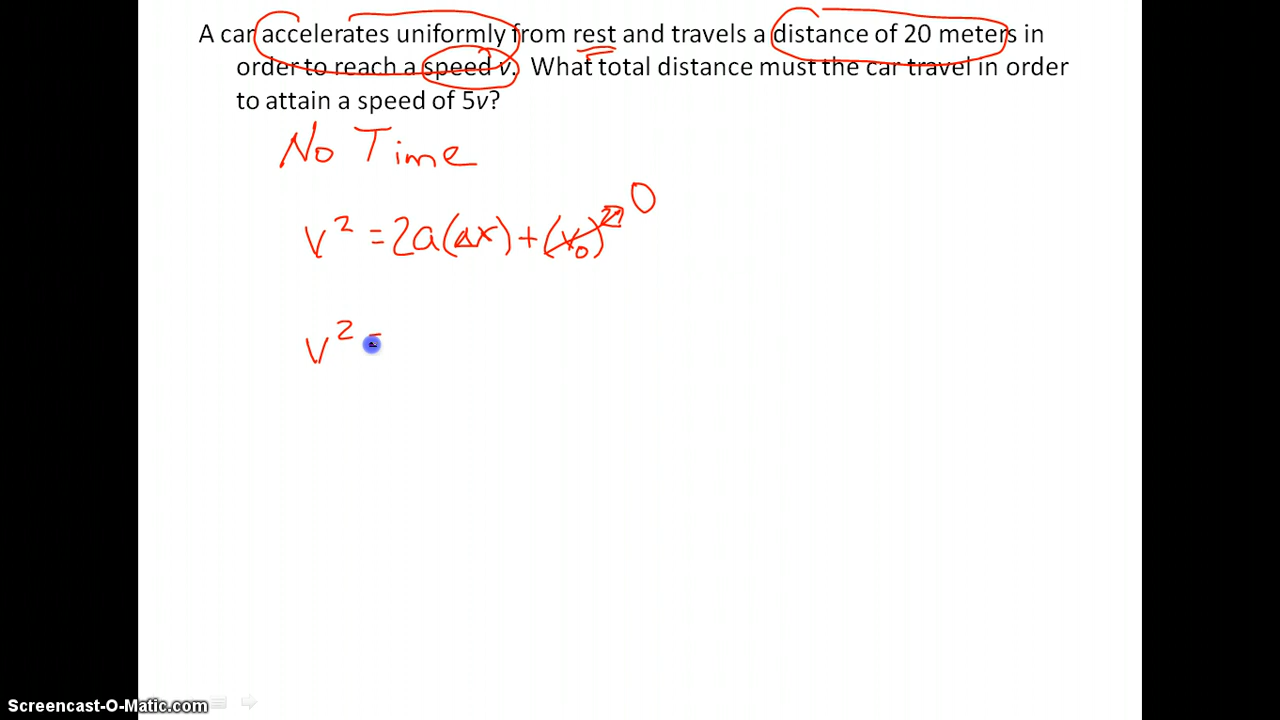 A car accelerates uniformly from rest and travels a distance of 20 meters in
order to reach a speed v. What total distance must the car travel in order
to attain a speed of 5v?
No Time
v² = 2a(Δx) + (v₀)² 0
v² =
Screencast-O-Matic.com